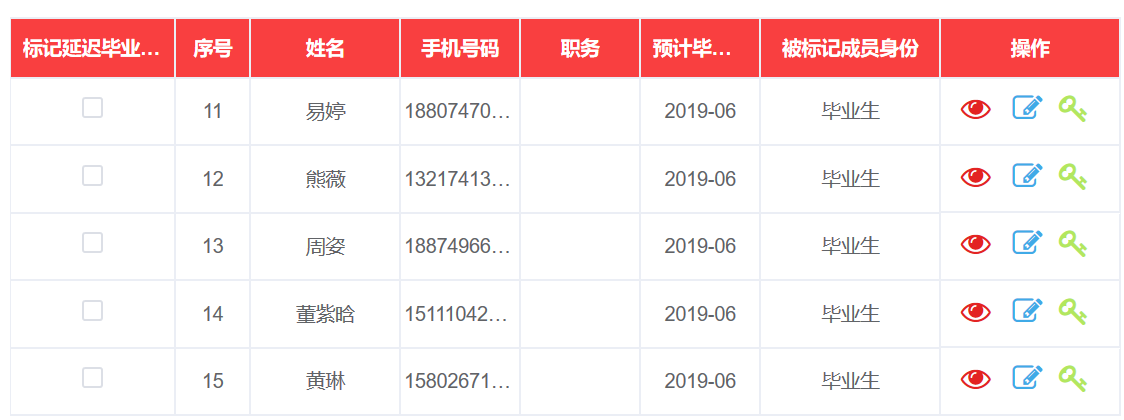 标记延迟毕业... 序号 姓名 手机号码 职务 预计毕... 被标记成员身份 操作
11 易婷 18807470... 2019-06 毕业生
12 熊薇 13217413... 2019-06 毕业生
13 周姿 18874966... 2019-06 毕业生
14 董紫晗 15111042... 2019-06 毕业生
15 黄琳 15802671... 2019-06 毕业生